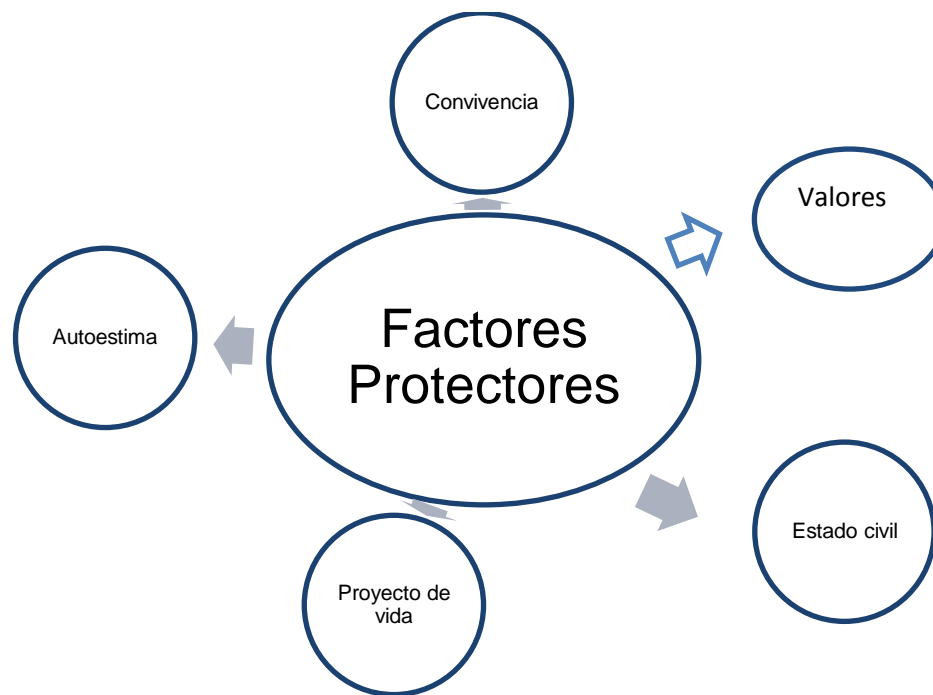 Convivencia
Valores
Autoestima
Factores
Protectores
Estado civil
Proyecto de
vida